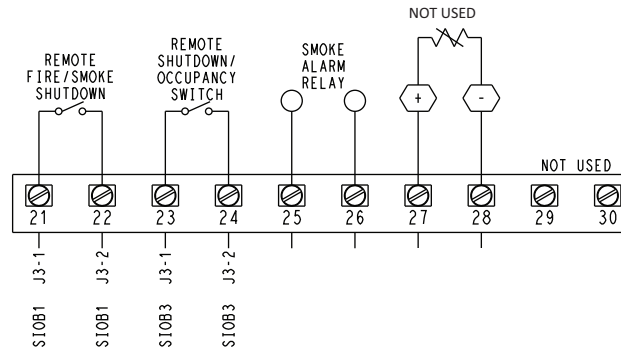 NOT USED
REMOTE
FIRE/SMOKE
SHUTDOWN
REMOTE
SHUTDOWN/
OCCUPANCY
SWITCH
SMOKE
ALARM
RELAY
+ -
NOT USED
21 22 23 24 25 26 27 28 29 30
J3-1 J3-2 J3-1 J3-2
SIOB1 SIOB1 SIOB3 SIOB3